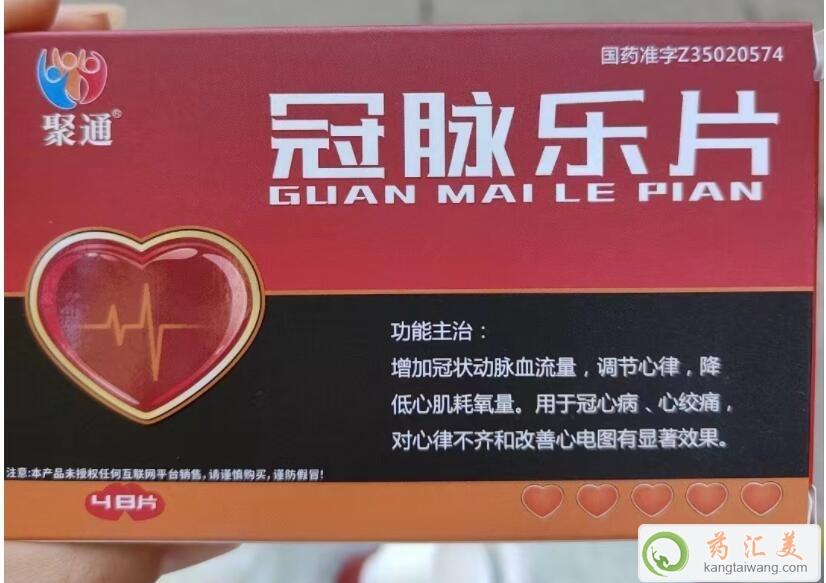 国药准字Z35020574
聚通®
冠脉乐片
GUAN MAI LE PIAN
功能主治：
增加冠状动脉血流量，调节心律，降
低心肌耗氧量。用于冠心病、心绞痛，
对心律不齐和改善心电图有显著效果。
注意:本产品未授权任何互联网平台销售,请谨慎购买,谨防假冒!
48片
药汇美
kangtaiwang.com